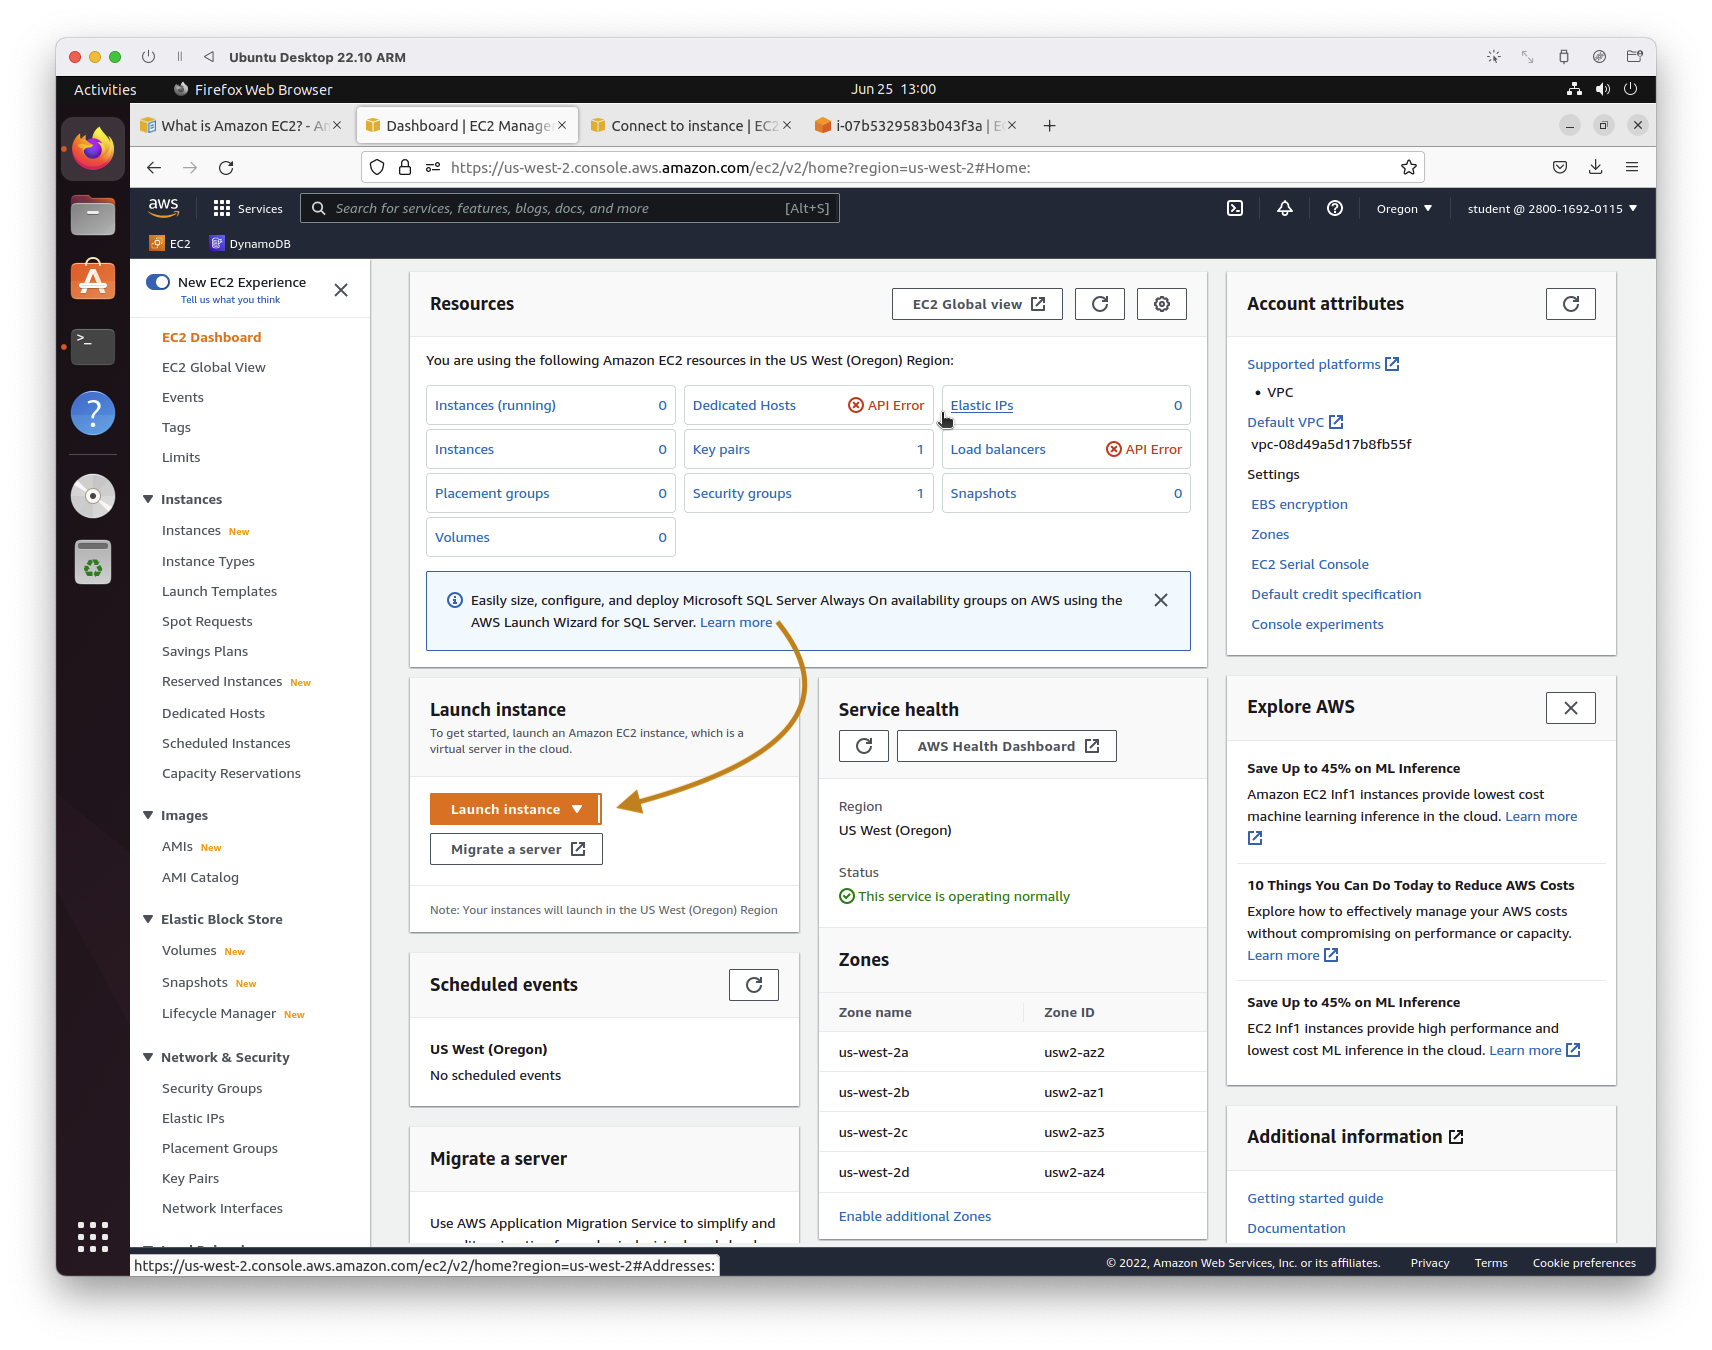 Ubuntu Desktop 22.10 ARM
Activities
Firefox Web Browser
Jun 25 13:00
What is Amazon EC2? - An
Dashboard | EC2 Manage
Connect to instance | EC2
i-07b5329583b043f3a | E
https://us-west-2.console.aws.amazon.com/ec2/v2/home?region=us-west-2#Home:
aws
Services
Search for services, features, blogs, docs, and more
[Alt+S]
Oregon
student @ 2800-1692-0115
EC2
DynamoDB
New EC2 Experience
Tell us what you think
EC2 Dashboard
EC2 Global View
Events
Tags
Limits
Instances
Instances New
Instance Types
Launch Templates
Spot Requests
Savings Plans
Reserved Instances New
Dedicated Hosts
Scheduled Instances
Capacity Reservations
Images
AMIs New
AMI Catalog
Elastic Block Store
Volumes New
Snapshots New
Lifecycle Manager New
Network & Security
Security Groups
Elastic IPs
Placement Groups
Key Pairs
Network Interfaces
Resources
EC2 Global view
You are using the following Amazon EC2 resources in the US West (Oregon) Region:
Instances (running) 0
Dedicated Hosts API Error
Elastic IPs 0
Instances 0
Key pairs 1
Load balancers API Error
Placement groups 0
Security groups 1
Snapshots 0
Volumes 0
Easily size, configure, and deploy Microsoft SQL Server Always On availability groups on AWS using the
AWS Launch Wizard for SQL Server. Learn more
Launch instance
To get started, launch an Amazon EC2 instance, which is a
virtual server in the cloud.
Launch instance
Migrate a server
Note: Your instances will launch in the US West (Oregon) Region
Scheduled events
US West (Oregon)
No scheduled events
Migrate a server
Use AWS Application Migration Service to simplify and
Service health
AWS Health Dashboard
Region
US West (Oregon)
Status
This service is operating normally
Zones
Zone name Zone ID
us-west-2a usw2-az2
us-west-2b usw2-az1
us-west-2c usw2-az3
us-west-2d usw2-az4
Enable additional Zones
Account attributes
Supported platforms
• VPC
Default VPC
vpc-08d49a5d17b8fb55f
Settings
EBS encryption
Zones
EC2 Serial Console
Default credit specification
Console experiments
Explore AWS
Save Up to 45% on ML Inference
Amazon EC2 Inf1 instances provide lowest cost
machine learning inference in the cloud. Learn more
10 Things You Can Do Today to Reduce AWS Costs
Explore how to effectively manage your AWS costs
without compromising on performance or capacity.
Learn more
Save Up to 45% on ML Inference
EC2 Inf1 instances provide high performance and
lowest cost ML inference in the cloud. Learn more
Additional information
Getting started guide
Documentation
https://us-west-2.console.aws.amazon.com/ec2/v2/home?region=us-west-2#Addresses:
© 2022, Amazon Web Services, Inc. or its affiliates.
Privacy
Terms
Cookie preferences